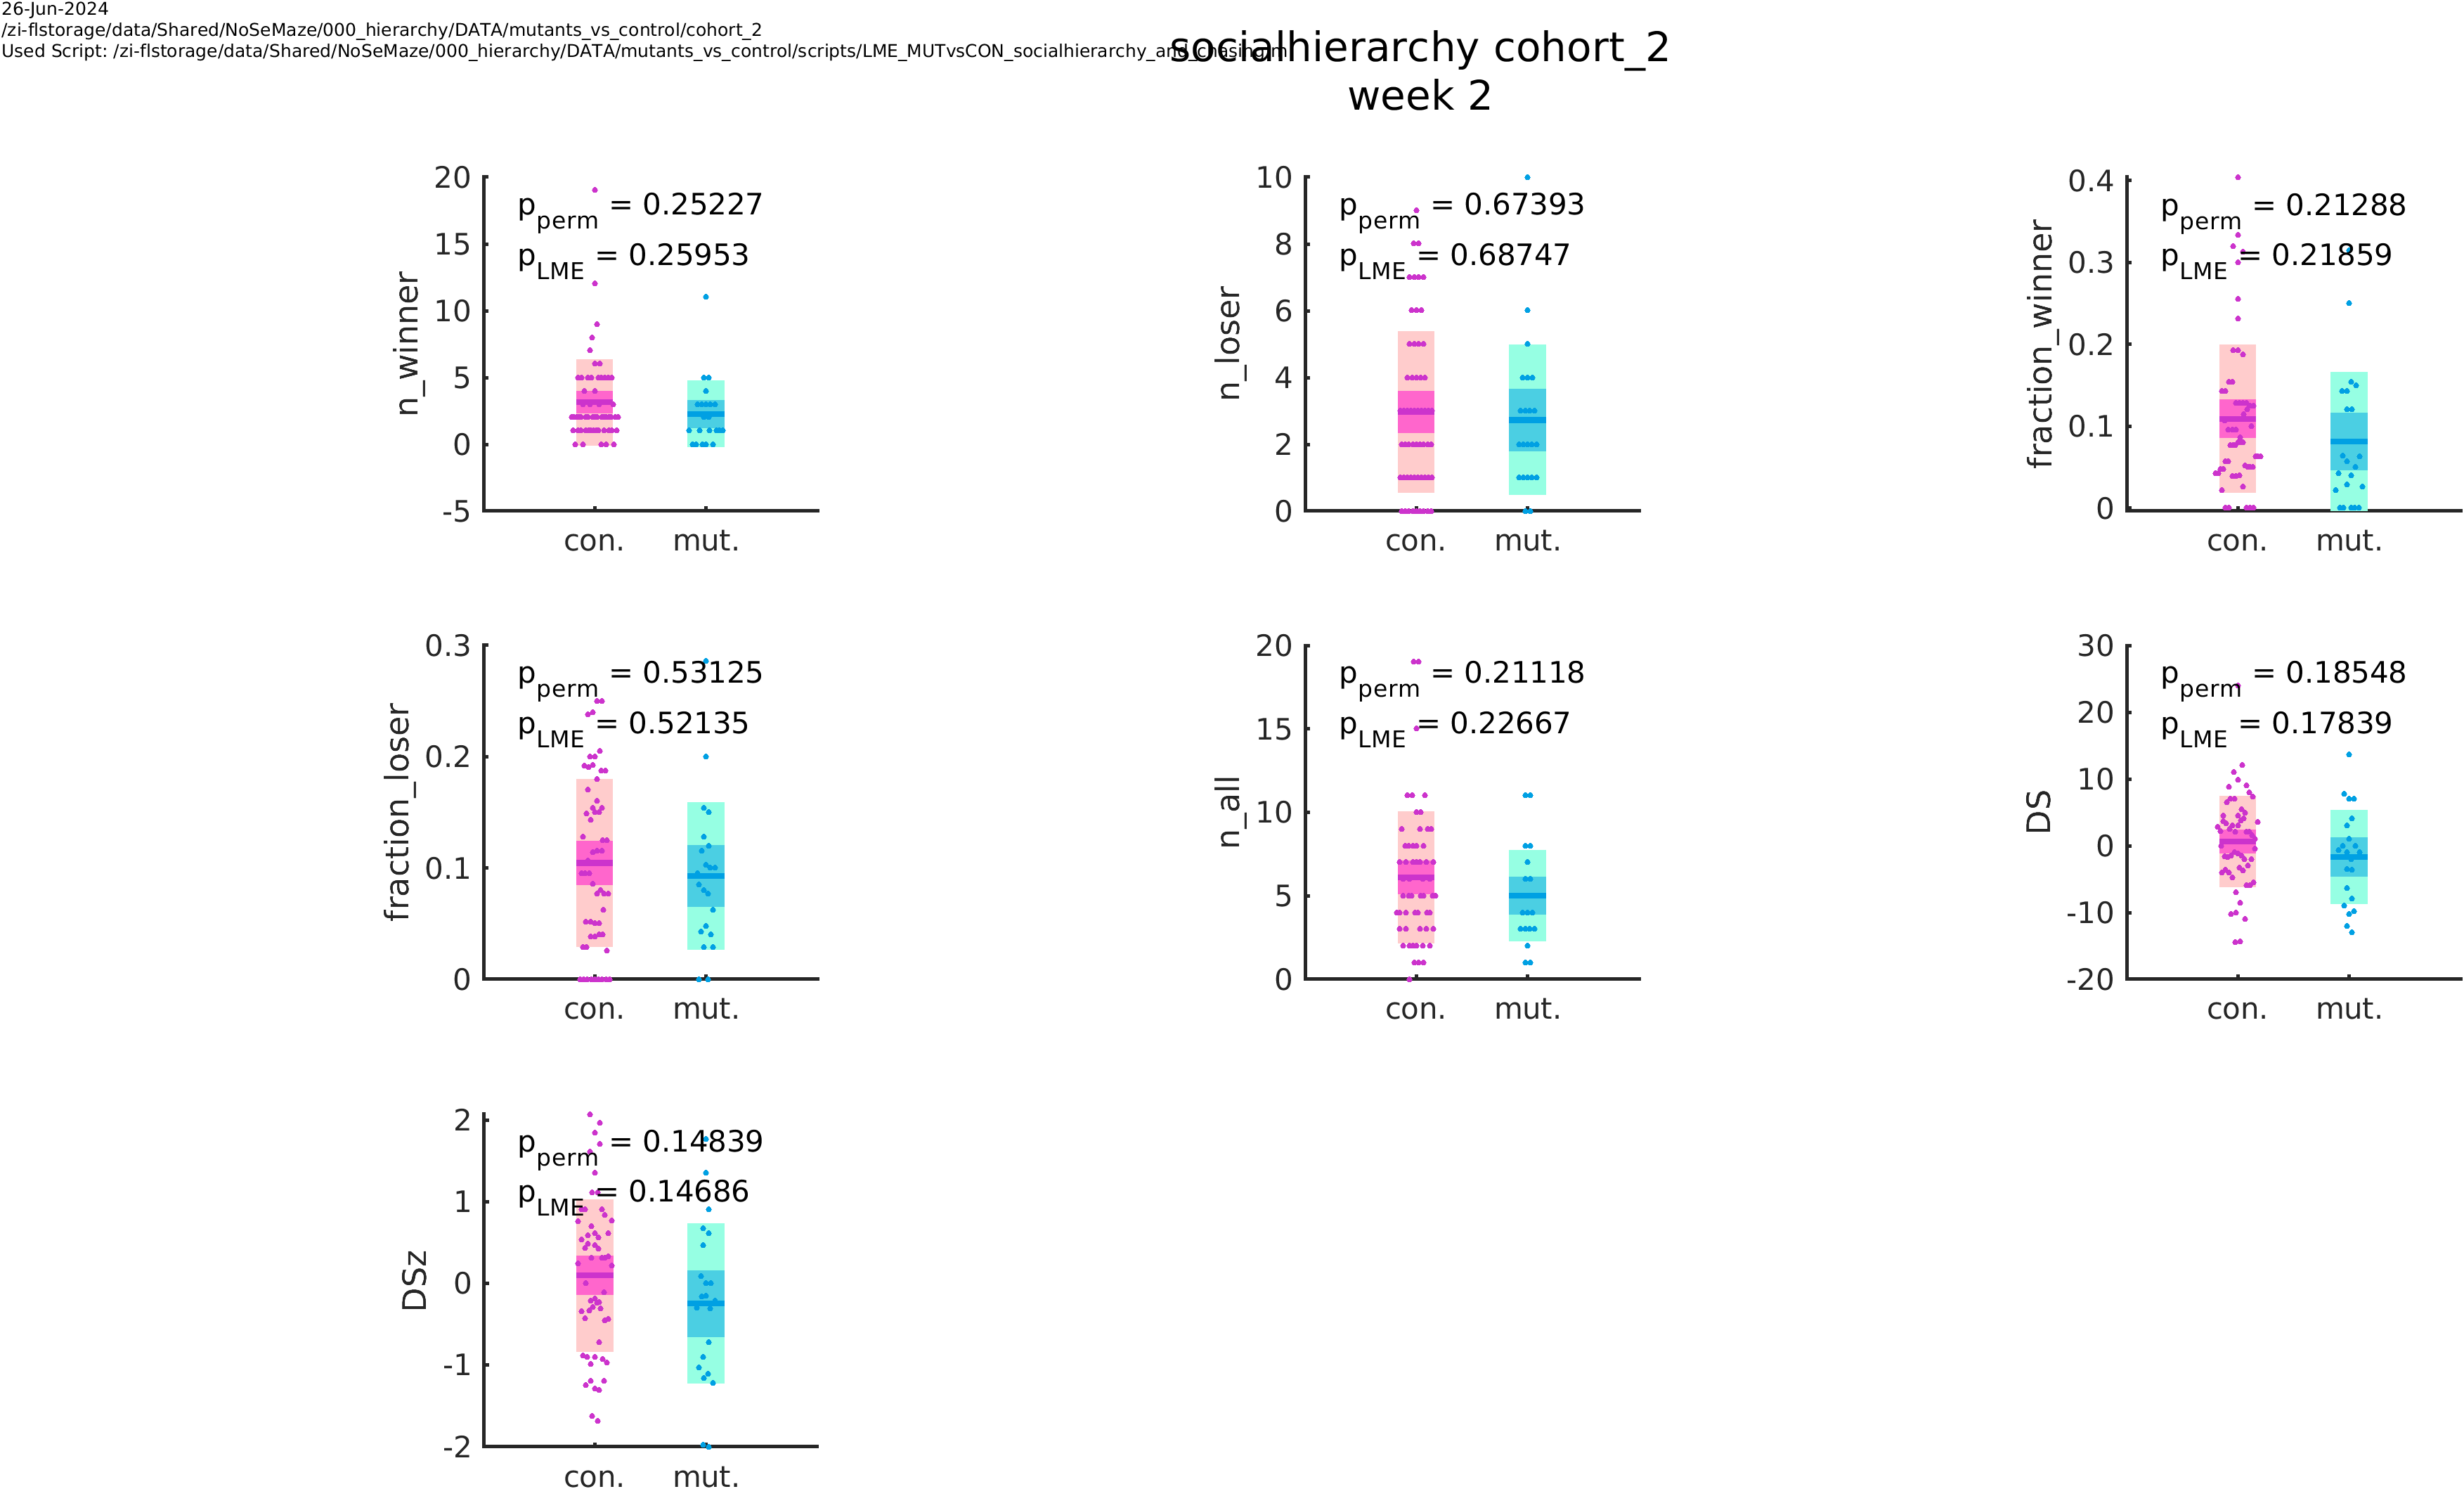 26-Jun-2024
/zi-flstorage/data/Shared/NoSeMaze/000_hierarchy/DATA/mutants_vs_control/cohort_2
Used Script: /zi-flstorage/data/Shared/NoSeMaze/000_hierarchy/DATA/mutants_vs_control/scripts/LME_MUTvsCON_socialhierarchy_and_chasing.m
socialhierarchy cohort_2
week 2
n_winner
20
15
10
5
0
-5
p_perm = 0.25227
p_LME = 0.25953
con. mut.
n_loser
10
8
6
4
2
0
p_perm = 0.67393
p_LME = 0.68747
con. mut.
fraction_winner
0.4
0.3
0.2
0.1
0
p_perm = 0.21288
p_LME = 0.21859
con. mut.
fraction_loser
0.3
0.2
0.1
0
p_perm = 0.53125
p_LME = 0.52135
con. mut.
n_all
20
15
10
5
0
p_perm = 0.21118
p_LME = 0.22667
con. mut.
DS
30
20
10
0
-10
-20
p_perm = 0.18548
p_LME = 0.17839
con. mut.
DSz
2
1
0
-1
-2
p_perm = 0.14839
p_LME = 0.14686
con. mut.